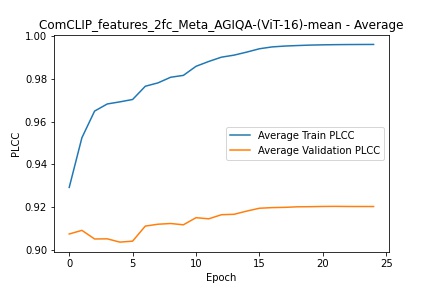 ComCLIP_features_2fc_Meta_AGIQA-(ViT-16)-mean - Average
1.00
0.98
0.96
0.94
0.92
0.90
PLCC
Average Train PLCC
Average Validation PLCC
0 5 10 15 20 25
Epoch